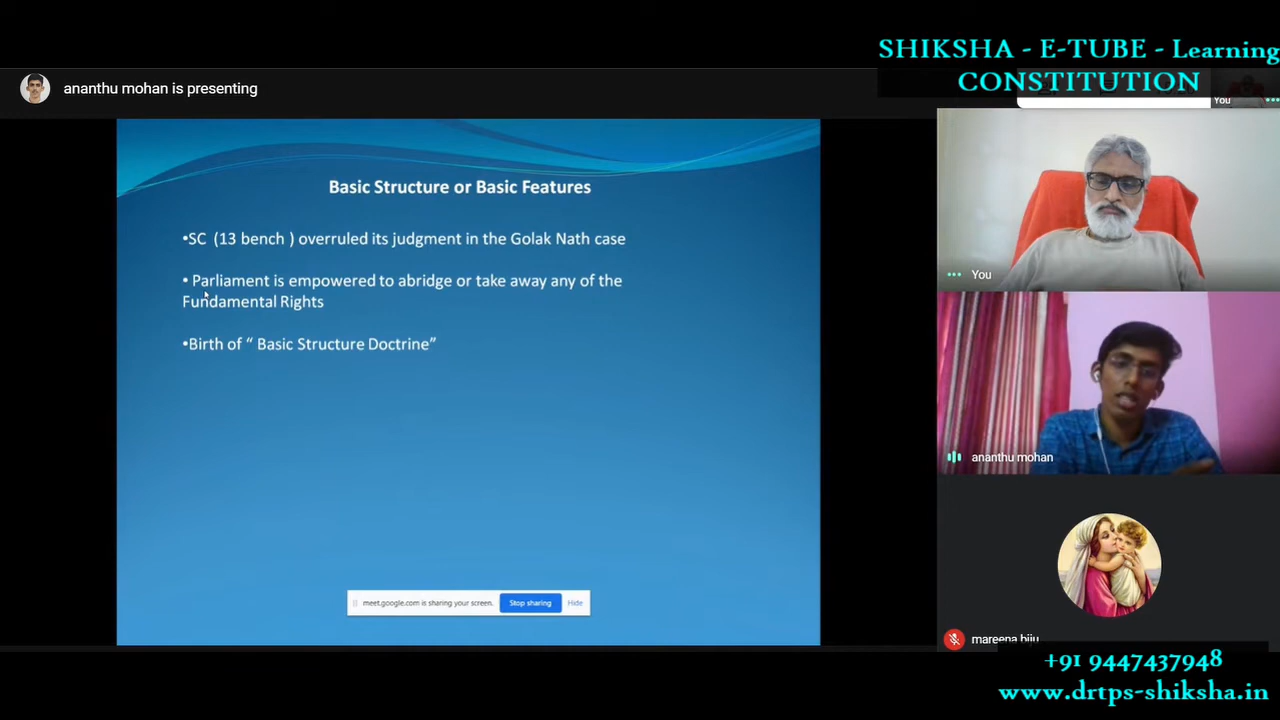 SHIKSHA - E-TUBE - Learning
CONSTITUTION
ananthu mohan is presenting
You
Basic Structure or Basic Features
•SC (13 bench ) overruled its judgment in the Golak Nath case
• Parliament is empowered to abridge or take away any of the
Fundamental Rights
•Birth of “ Basic Structure Doctrine”
You
ananthu mohan
meet.google.com is sharing your screen.
Stop sharing
Hide
mareena biju
+91 9447437948
www.drtps-shiksha.in